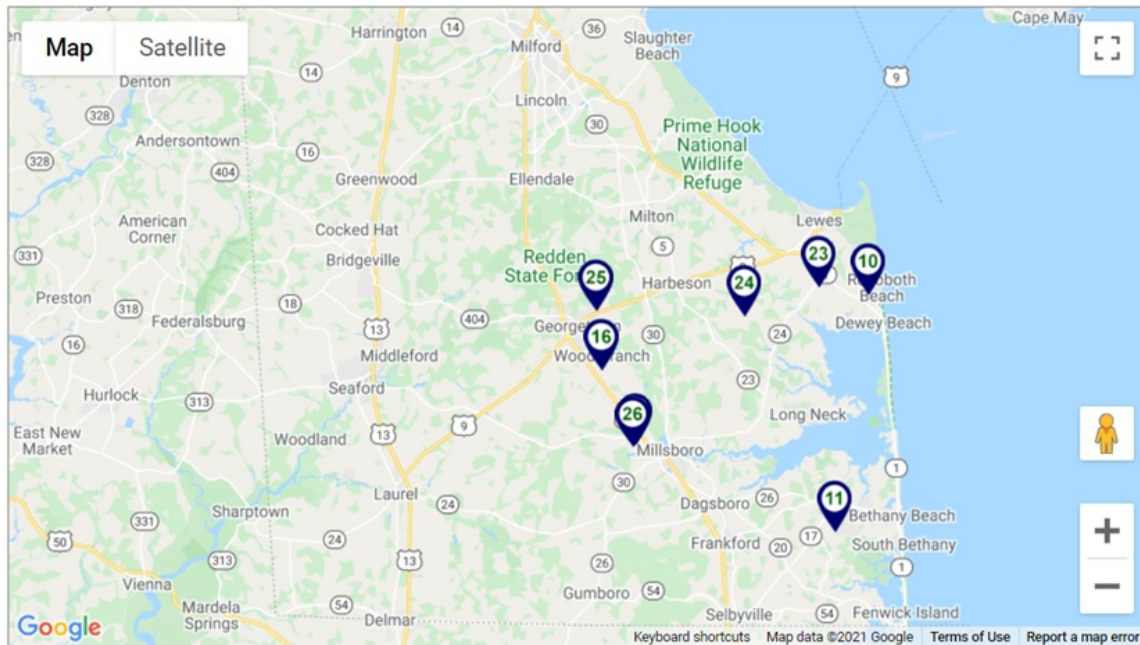 Map
Satellite
Harrington
14
Milford
36
Slaughter
Beach
Cape May
9
Denton
14
Lincoln
328
Andersontown
30
Prime Hook
National
Wildlife
Refuge
328
16
404
Greenwood
Ellendale
American
Corner
Cocked Hat
Milton
Lewes
331
Bridgeville
5
Redden
23
10
25
Harbeson
24
Beach
Preston
318
18
Federalsburg
404
13
16
30
24
Dewey Beach
16
Middleford
23
Hurlock
313
Seaford
26
Long Neck
East New
Market
Woodland
13
9
Millsboro
1
Laurel
30
24
Dagsboro
26
11
Sharptown
331
Bethany Beach
50
24
Frankford
20
17
South Bethany
313
13
26
1
Vienna
Gumboro
54
Mardela
Springs
54
Delmar
Selbyville
54
Fenwick Island
Google
Keyboard shortcuts
Map data ©2021 Google
Terms of Use
Report a map error